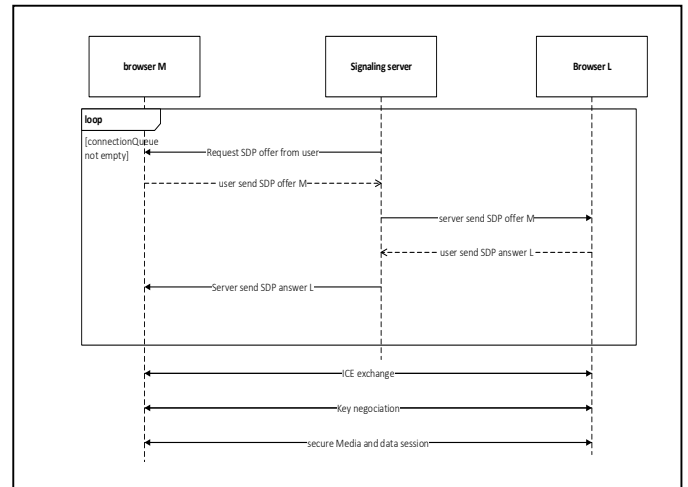 browser M
Signaling server
Browser L
loop
[connectionQueue
not empty]
Request SDP offer from user
user send SDP offer M
server send SDP offer M
user send SDP answer L
Server send SDP answer L
ICE exchange
Key negociation
secure Media and data session